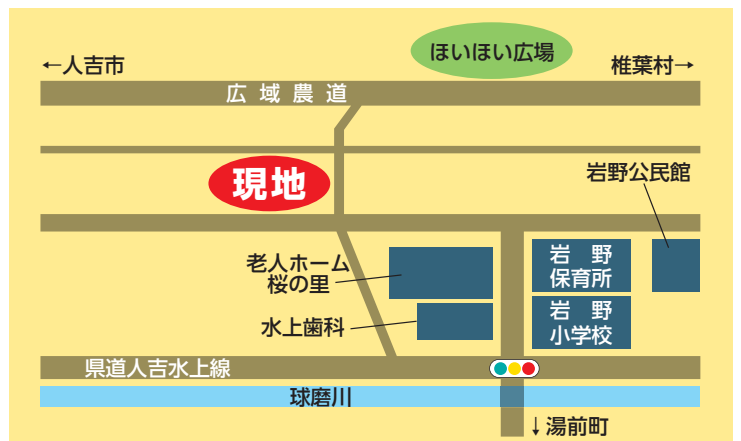 ほいほい広場
←人吉市
椎葉村→
広域農道
岩野公民館
現地
老人ホーム
桜の里
岩野
保育所
水上歯科
岩野
小学校
県道人吉水上線
球磨川
↓湯前町